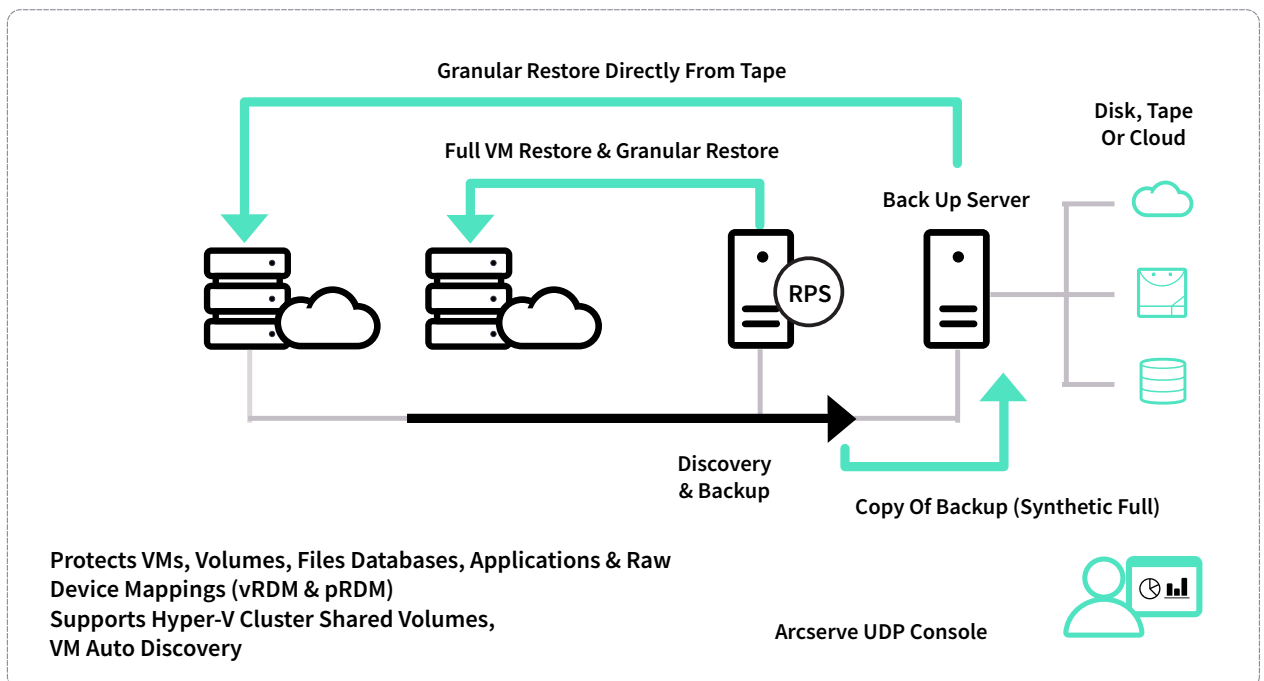 Granular Restore Directly From Tape
Disk, Tape
Or Cloud
Full VM Restore & Granular Restore
Back Up Server
RPS
Discovery
& Backup
Copy Of Backup (Synthetic Full)
Protects VMs, Volumes, Files Databases, Applications & Raw
Device Mappings (vRDM & pRDM)
Supports Hyper-V Cluster Shared Volumes,
VM Auto Discovery
Arcserve UDP Console